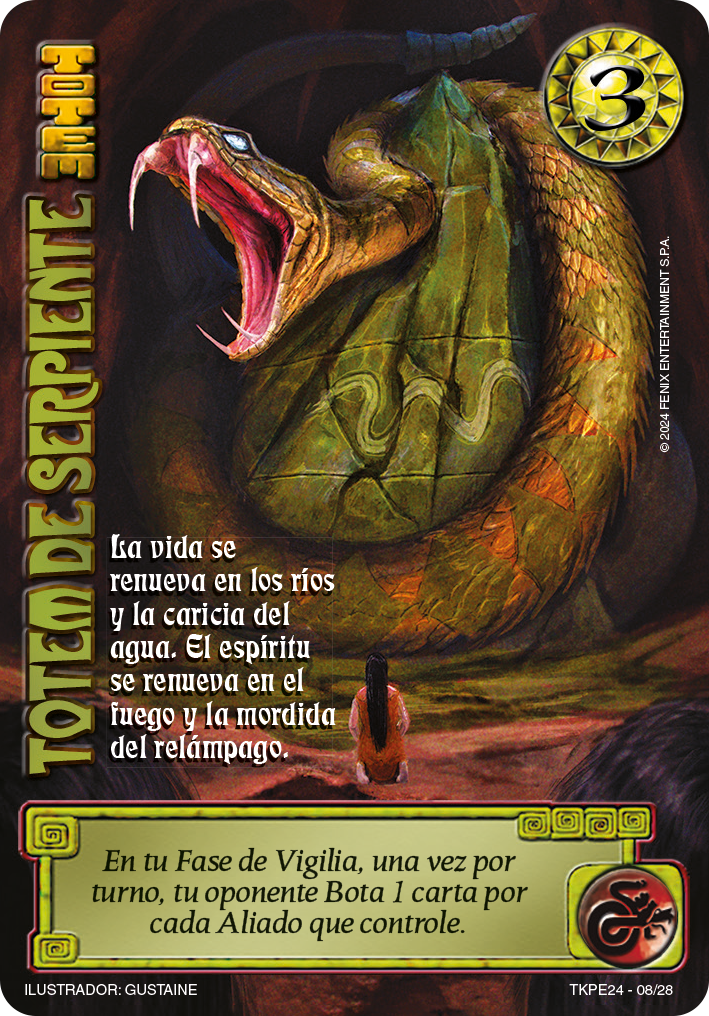 TOTEM
3
TOTEM DE SERPIENTE
© 2024 FENIX ENTERTAINMENT S.P.A.
La vida se
renueva en los ríos
y la caricia del
agua. El espíritu
se renueva en el
fuego y la mordida
del relámpago.
En tu Fase de Vigilia, una vez por
turno, tu oponente Bota 1 carta por
cada Aliado que controle.
ILUSTRADOR: GUSTAINE
TKPE24 - 08/28